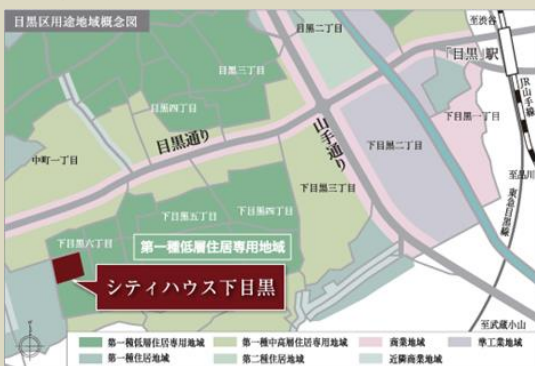 目黒区用途地域概念図
至渋谷
目黒二丁目
「目黒」駅
目黒三丁目
JR山手線
目黒四丁目
下目黒一丁目
目黒通り
山手通り
下目黒二丁目
中町一丁目
至品川
下目黒三丁目
東急目黒線
下目黒五丁目
下目黒四丁目
下目黒六丁目
第一種低層住居専用地域
シティハウス下目黒
至武蔵小山
第一種低層住居専用地域
第一種中高層住居専用地域
商業地域
準工業地域
第一種住居地域
第二種住居地域
近隣商業地域